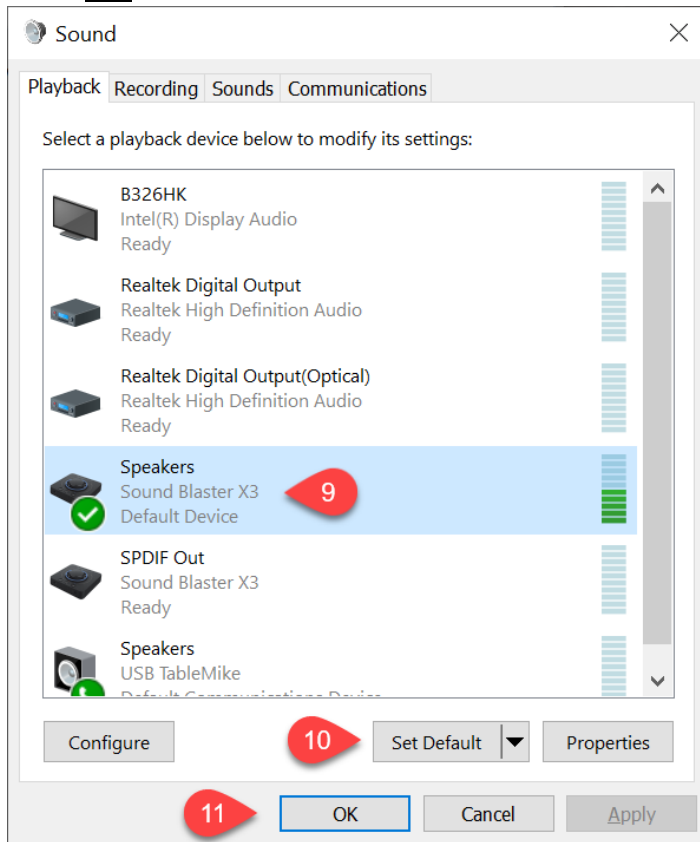 Sound
Playback Recording Sounds Communications
Select a playback device below to modify its settings:
B326HK
Intel(R) Display Audio
Ready
Realtek Digital Output
Realtek High Definition Audio
Ready
Realtek Digital Output(Optical)
Realtek High Definition Audio
Ready
Speakers
Sound Blaster X3
Default Device
9
SPDIF Out
Sound Blaster X3
Ready
Speakers
USB TableMike
Default Communications Device
Configure
10
Set Default
Properties
11
OK
Cancel
Apply